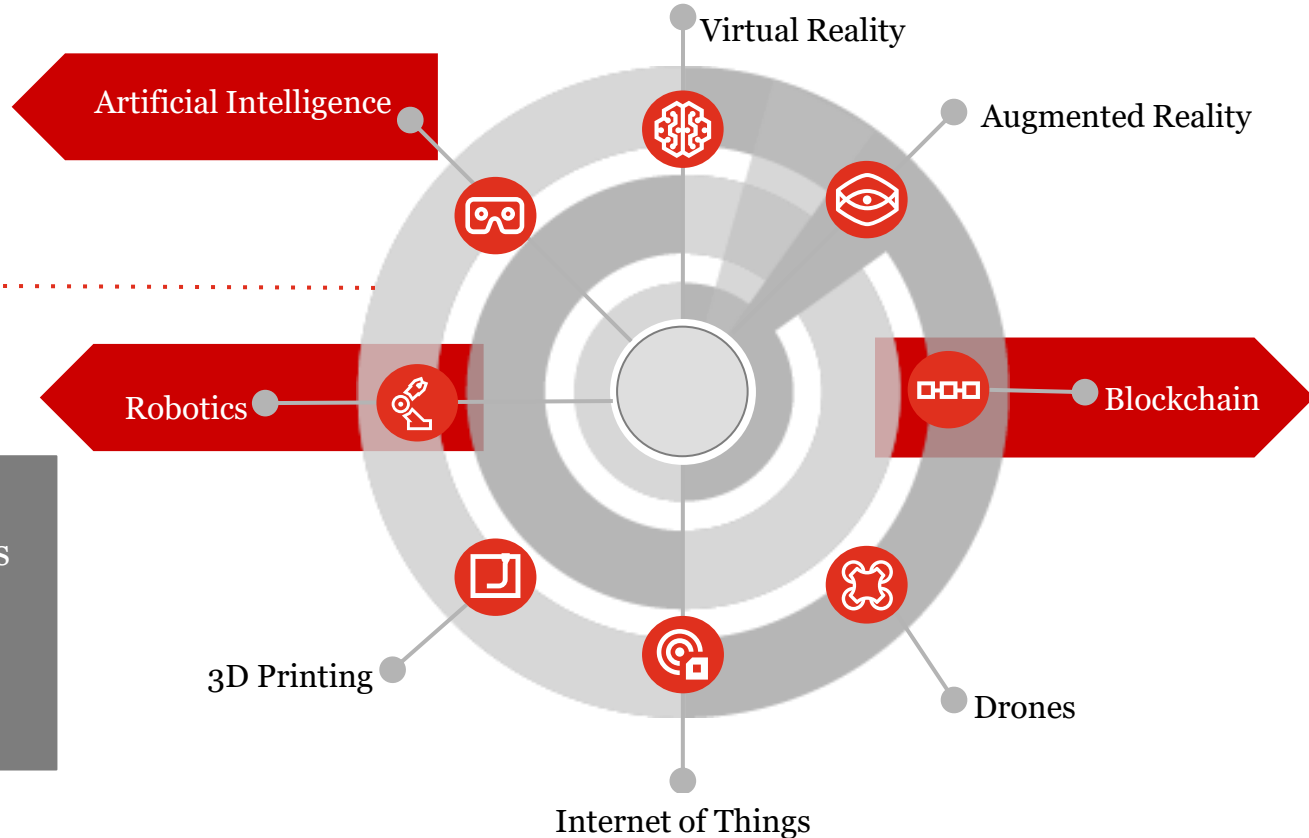 Virtual Reality
Artificial Intelligence
Augmented Reality
Robotics
Blockchain
s
3D Printing
Drones
Internet of Things